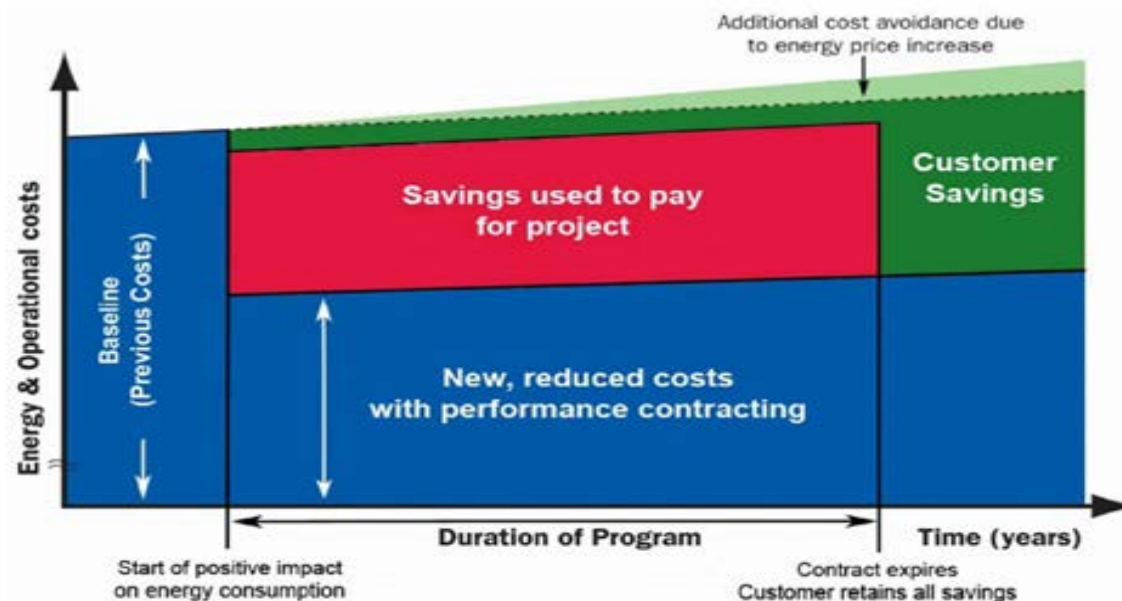 Additional cost avoidance due
to energy price increase
Energy & Operational costs
Baseline
(Previous Costs)
Savings used to pay
for project
Customer
Savings
New, reduced costs
with performance contracting
Duration of Program
Time (years)
Start of positive impact
on energy consumption
Contract expires
Customer retains all savings